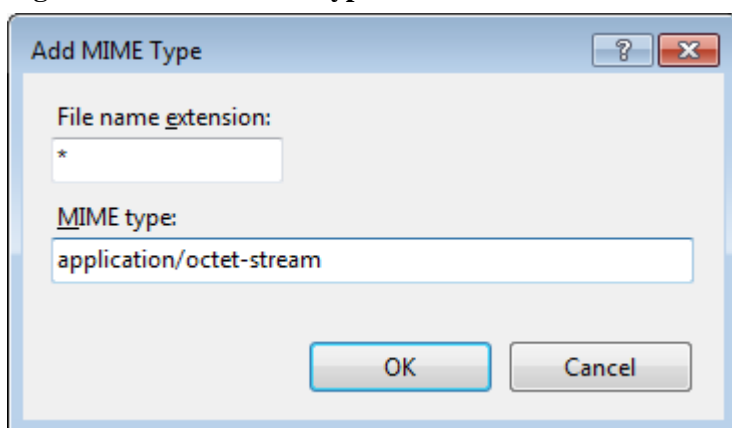 Add MIME Type
File name extension:
*
MIME type:
application/octet-stream
OK Cancel